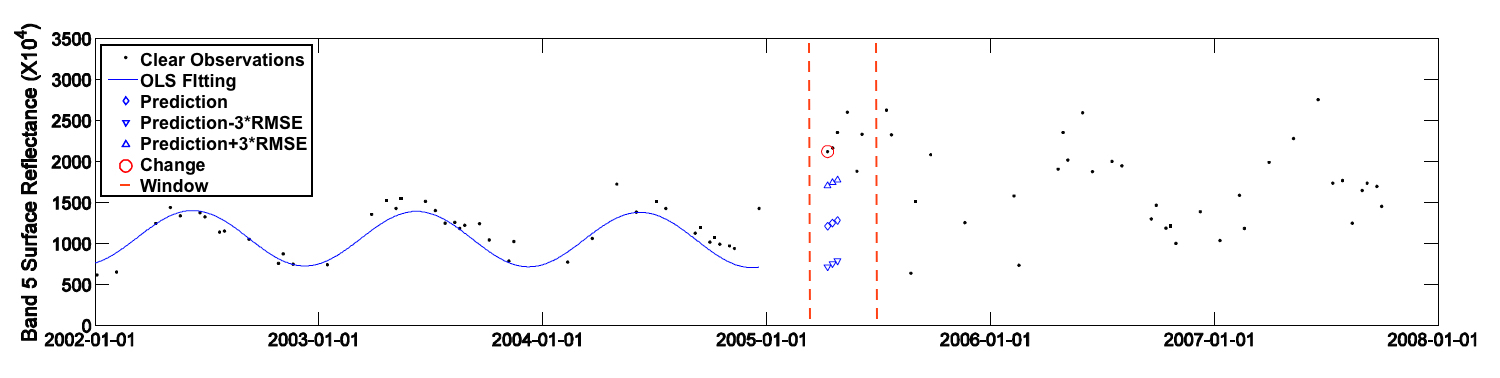 Band 5 Surface Reflectance (X10⁴)
3500
3000
2500
2000
1500
1000
500
0
Clear Observations
OLS FItting
Prediction
Prediction-3*RMSE
Prediction+3*RMSE
Change
Window
2002-01-01 2003-01-01 2004-01-01 2005-01-01 2006-01-01 2007-01-01 2008-01-01